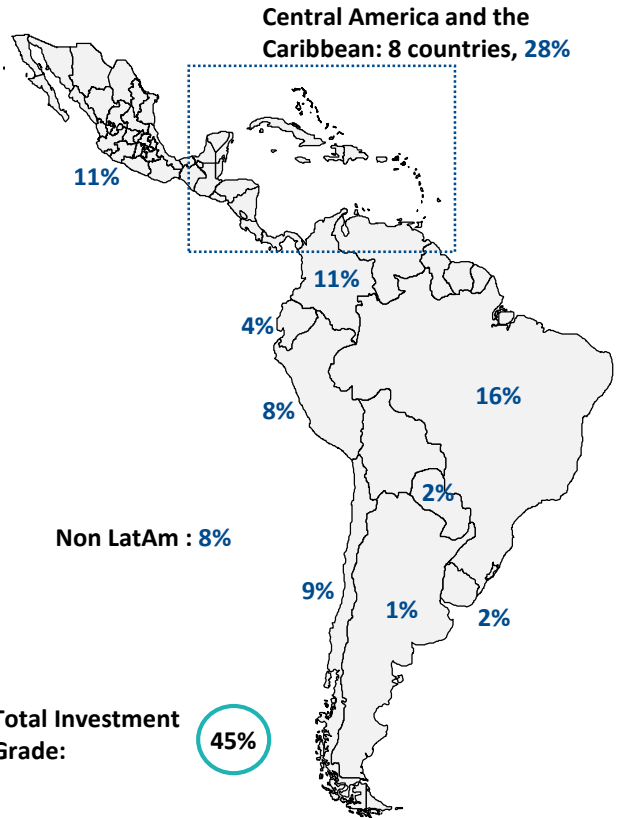 Central America and the
Caribbean: 8 countries, 28%
11%
11%
4%
16%
8%
2%
Non LatAm : 8%
9%
1%
2%
Total Investment
Grade:
45%